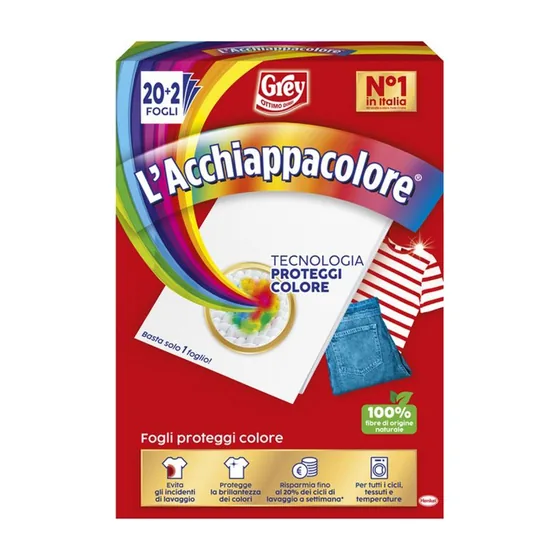 L'Acchiappacolore
20+2
FOGLI
Grey
N°1
in Italia
L'Acchiappacolore®
TECNOLOGIA
PROTEGGI
COLORE
Basta solo 1 foglio!
100%
fibre di origine
naturale
Fogli proteggi colore
Evita
gli incidenti
di lavaggio
Protegge
la brillantezza
dei colori
Risparmia fino
al 20% dei cicli di
lavaggio a settimana*
Per tutti i cicli,
tessuti e
temperature
Henkel